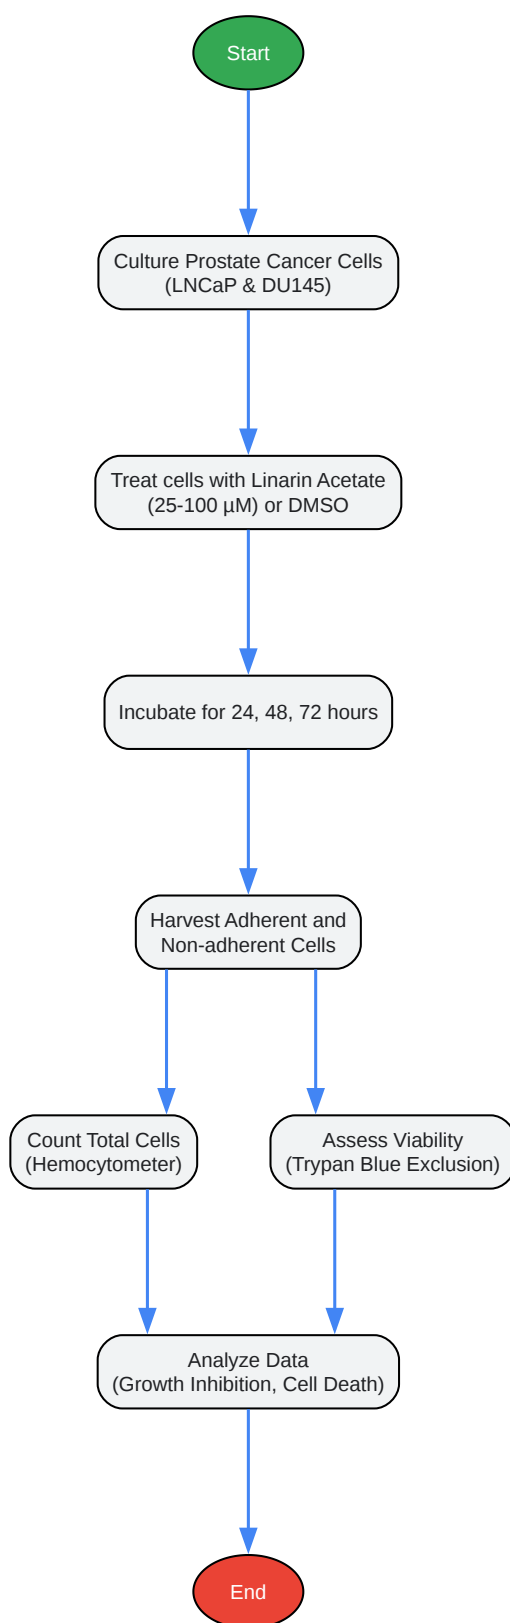 Start
Culture Prostate Cancer Cells
(LNCaP & DU145)
Treat cells with Linarin Acetate
(25-100 µM) or DMSO
Incubate for 24, 48, 72 hours
Harvest Adherent and
Non-adherent Cells
Count Total Cells
(Hemocytometer)
Assess Viability
(Trypan Blue Exclusion)
Analyze Data
(Growth Inhibition, Cell Death)
End